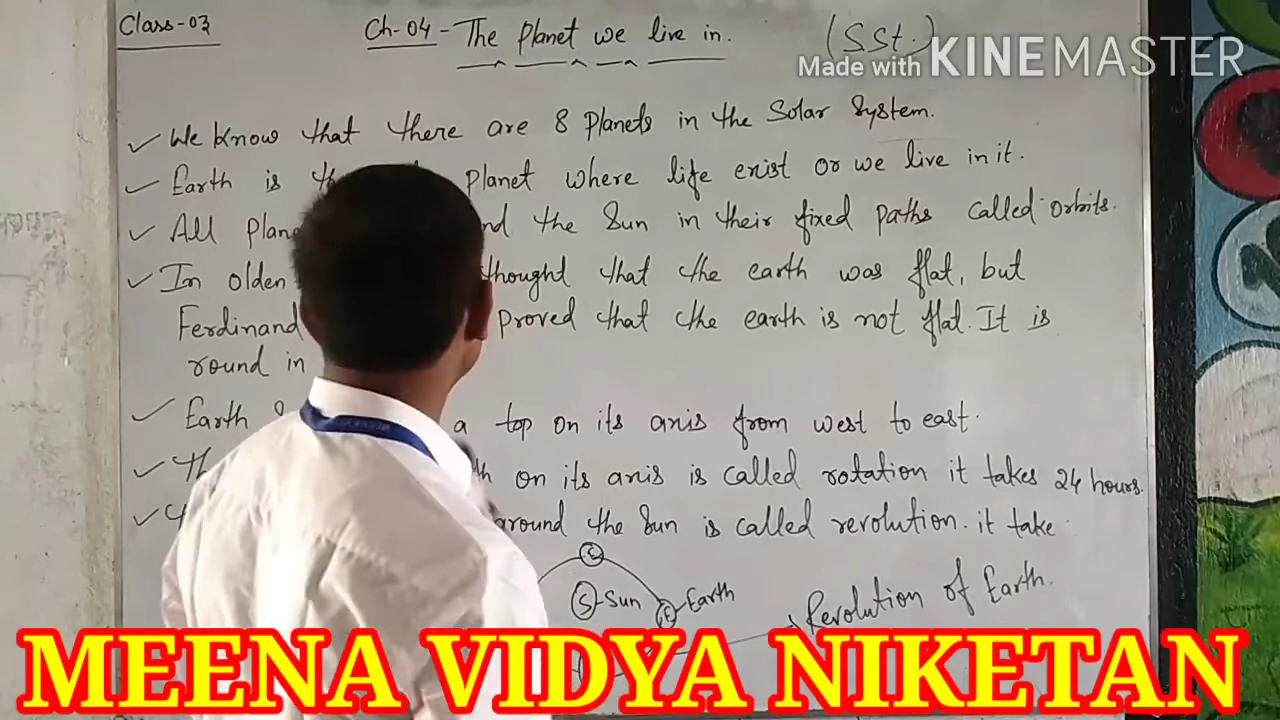 Class-03
Ch-04 - The Planet we live in.
(SSt.)
Made with KINEMASTER
We know that there are 8 Planets in the Solar System.
Earth is planet where life exist or we live in it.
All the Sun in their fixed paths called orbits.
In olden thought that the earth was flat, but
Ferdinand proved that the earth is not flat. It is
round in
Earth a top on its axis from west to east.
on its axis is called rotation it takes 24 hours.
around the Sun is called revolution. it take
E
S - Sun
E - Earth
Revolution of Earth.
MEENA VIDYA NIKETAN